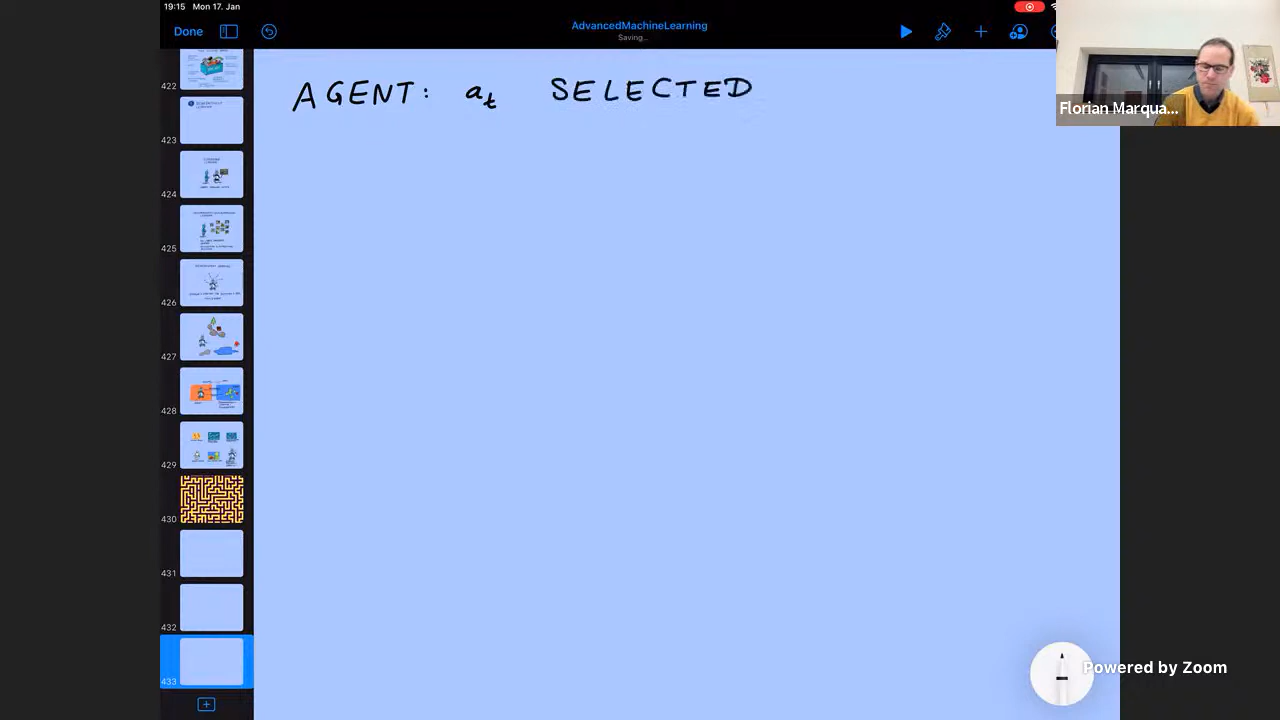 19:15 Mon 17. Jan
Done
AdvancedMachineLearning
Saving...
AGENT: at SELECTED
Florian Marqua...
422
423
424
425
426
427
428
429
430
431
432
433
Powered by Zoom